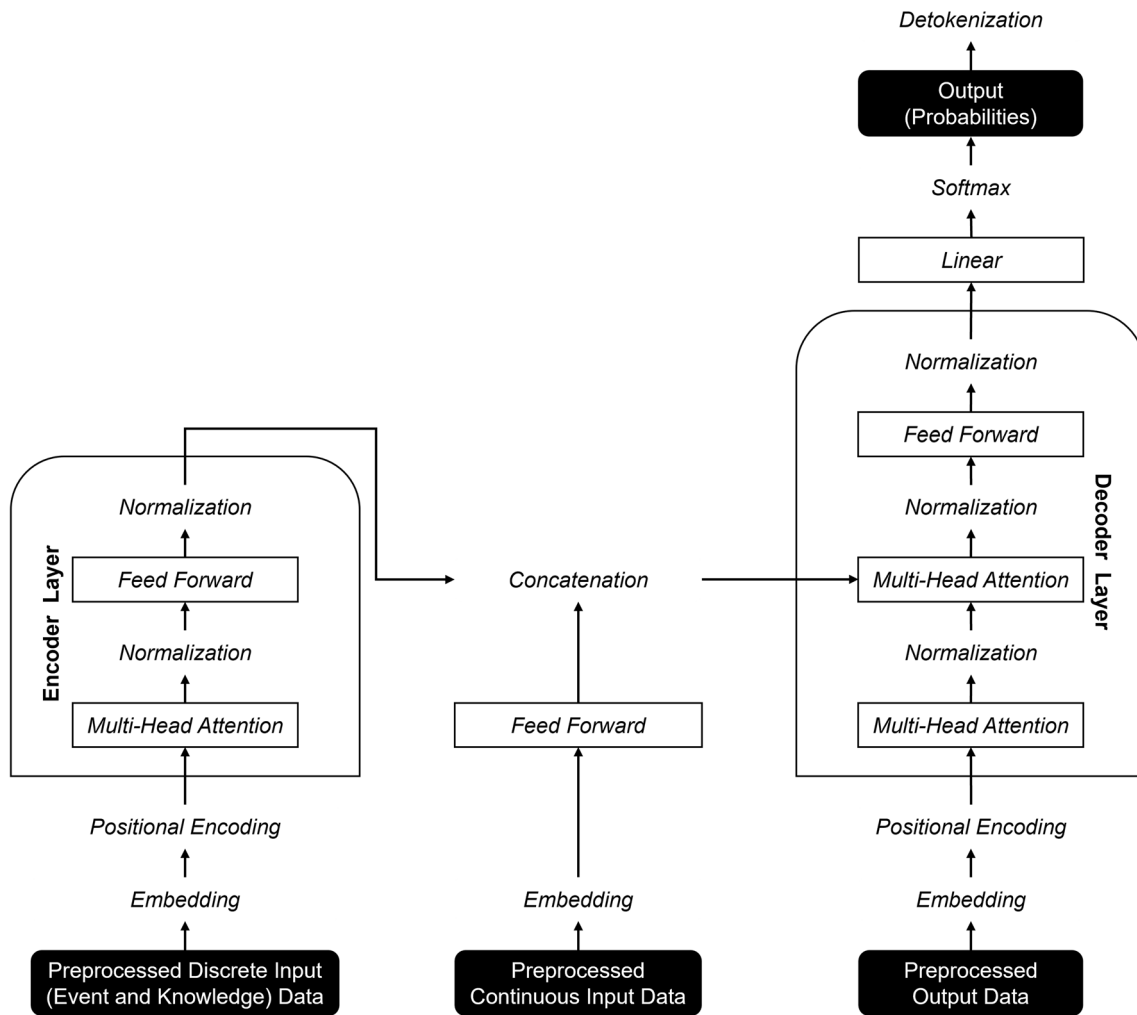 Detokenization
Output
(Probabilities)
Softmax
Linear
Normalization
Feed Forward
Normalization
Multi-Head Attention
Normalization
Multi-Head Attention
Decoder Layer
Positional Encoding
Embedding
Preprocessed
Output Data
Normalization
Feed Forward
Normalization
Multi-Head Attention
Encoder Layer
Positional Encoding
Embedding
Preprocessed Discrete Input
(Event and Knowledge) Data
Concatenation
Feed Forward
Embedding
Preprocessed
Continuous Input Data